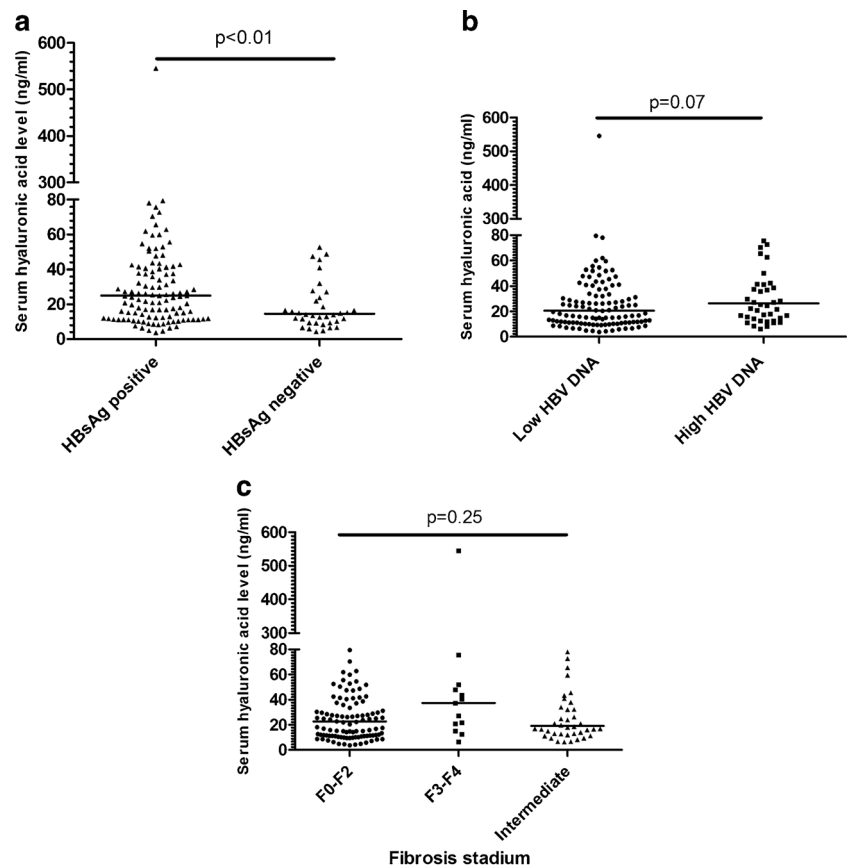 a
p<0.01
Serum hyaluronic acid level (ng/ml)
600
500
400
300
80
60
40
20
0
HBsAg positive
HBsAg negative
b
p=0.07
Serum hyaluronic acid (ng/ml)
600
500
400
300
80
60
40
20
0
Low HBV DNA
High HBV DNA
c
p=0.25
Serum hyaluronic acid level (ng/ml)
600
500
400
300
80
60
40
20
0
F0-F2
F3-F4
Intermediate
Fibrosis stadium